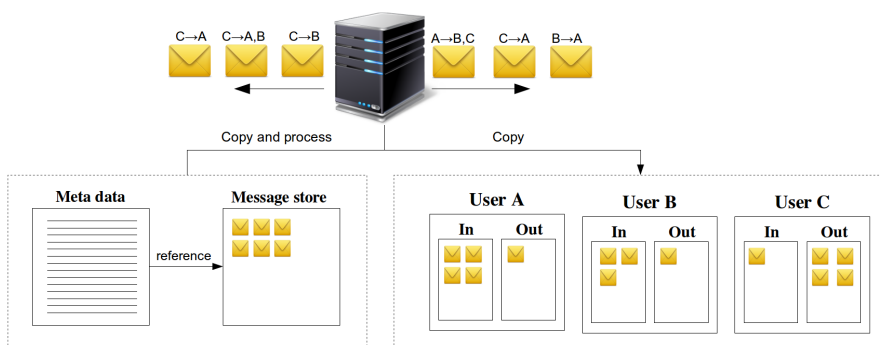 C→A C→A,B C→B A→B,C C→A B→A
Copy and process Copy
Meta data Message store
reference
User A User B User C
In Out In Out In Out